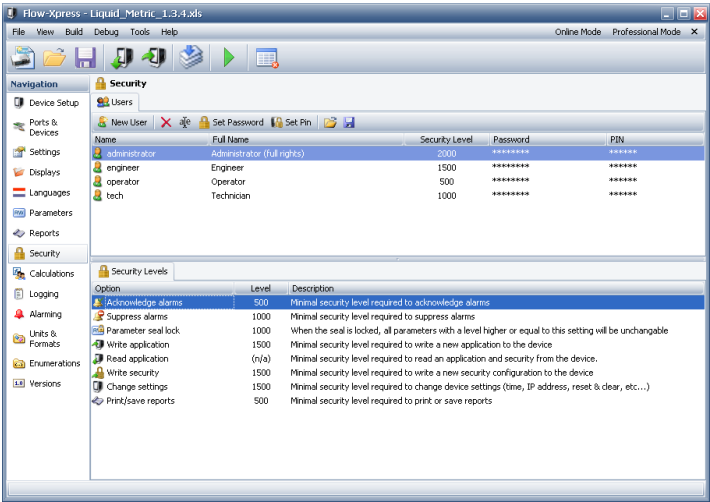 Flow-Xpress - Liquid_Metric_1.3.4.xls
File View Build Debug Tools Help Online Mode Professional Mode
Navigation
Device Setup
Ports &
Devices
Settings
Displays
Languages
Parameters
Reports
Security
Calculations
Logging
Alarming
Units &
Formats
Enumerations
1.0 Versions
Security
Users
New User Set Password Set Pin
Name Full Name Security Level Password PIN
administrator Administrator (full rights) 2000 ******** ******
engineer Engineer 1500 ******** ******
operator Operator 500 ******** ******
tech Technician 1000 ******** ******
Security Levels
Option Level Description
Acknowledge alarms 500 Minimal security level required to acknowledge alarms
Suppress alarms 1000 Minimal security level required to suppress alarms
Parameter seal lock 1000 When the seal is locked, all parameters with a level higher or equal to this setting will be unchangable
Write application 1500 Minimal security level required to write a new application to the device
Read application (n/a) Minimal security level required to read an application and security from the device.
Write security 1500 Minimal security level required to write a new security configuration to the device
Change settings 1500 Minimal security level required to change device settings (time, IP address, reset & clear, etc...)
Print/save reports 500 Minimal security level required to print or save reports